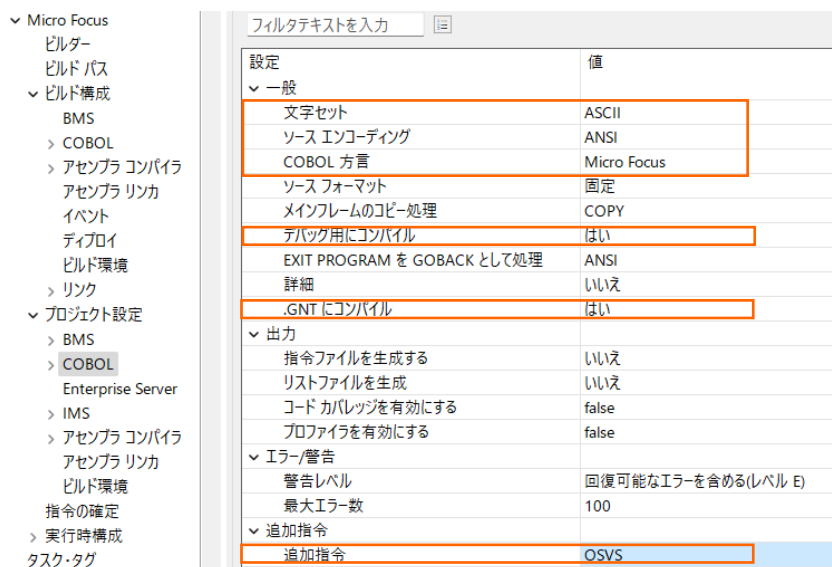 Micro Focus
ビルダー
ビルド パス
ビルド構成
BMS
COBOL
アセンブラ コンパイラ
アセンブラ リンカ
イベント
ディプロイ
ビルド環境
リンク
プロジェクト設定
BMS
COBOL
Enterprise Server
IMS
アセンブラ コンパイラ
アセンブラ リンカ
ビルド環境
指令の確定
実行時構成
タスク・タグ
フィルタテキストを入力
設定 値
一般
文字セット ASCII
ソース エンコーディング ANSI
COBOL 方言 Micro Focus
ソース フォーマット 固定
メインフレームのコピー処理 COPY
デバッグ用にコンパイル はい
EXIT PROGRAM を GOBACK として処理 ANSI
詳細 いいえ
.GNT にコンパイル はい
出力
指令ファイルを生成する いいえ
リストファイルを生成 いいえ
コード カバレッジを有効にする false
プロファイラを有効にする false
エラー/警告
警告レベル 回復可能なエラーを含める(レベル E)
最大エラー数 100
追加指令
追加指令 OSVS